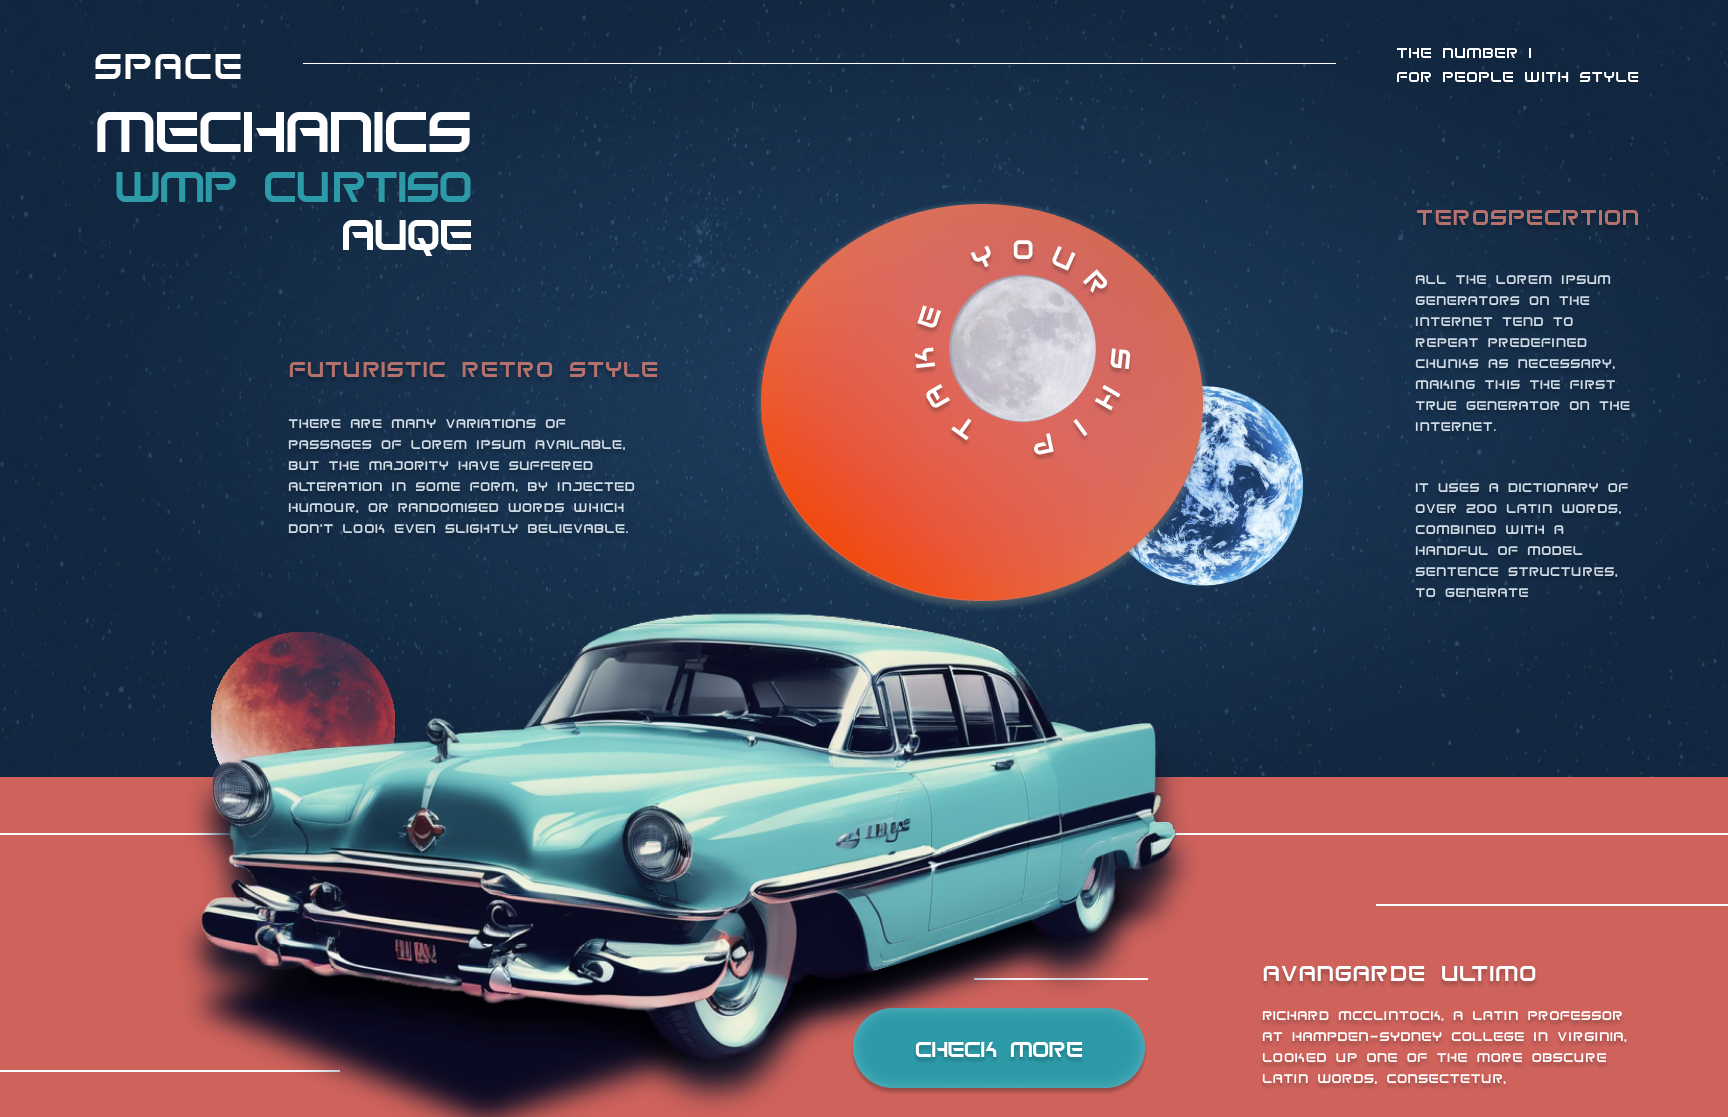 SPACE
THE NUMBER 1
FOR PEOPLE WITH STYLE
MECHANICS
WMP CURTISO
AUQE
TEROSPECRTION
ALL THE LOREM IPSUM
GENERATORS ON THE
INTERNET TEND TO
REPEAT PREDEFINED
CHUNKS AS NECESSARY,
MAKING THIS THE FIRST
TRUE GENERATOR ON THE
INTERNET.
IT USES A DICTIONARY OF
OVER 200 LATIN WORDS,
COMBINED WITH A
HANDFUL OF MODEL
SENTENCE STRUCTURES,
TO GENERATE
TAKE YOUR SHIP
FUTURISTIC RETRO STYLE
THERE ARE MANY VARIATIONS OF
PASSAGES OF LOREM IPSUM AVAILABLE,
BUT THE MAJORITY HAVE SUFFERED
ALTERATION IN SOME FORM, BY INJECTED
HUMOUR, OR RANDOMISED WORDS WHICH
DON'T LOOK EVEN SLIGHTLY BELIEVABLE.
CHECK MORE
AVANGARDE ULTIMO
RICHARD MCCLINTOCK, A LATIN PROFESSOR
AT HAMPDEN-SYDNEY COLLEGE IN VIRGINIA,
LOOKED UP ONE OF THE MORE OBSCURE
LATIN WORDS, CONSECTETUR,